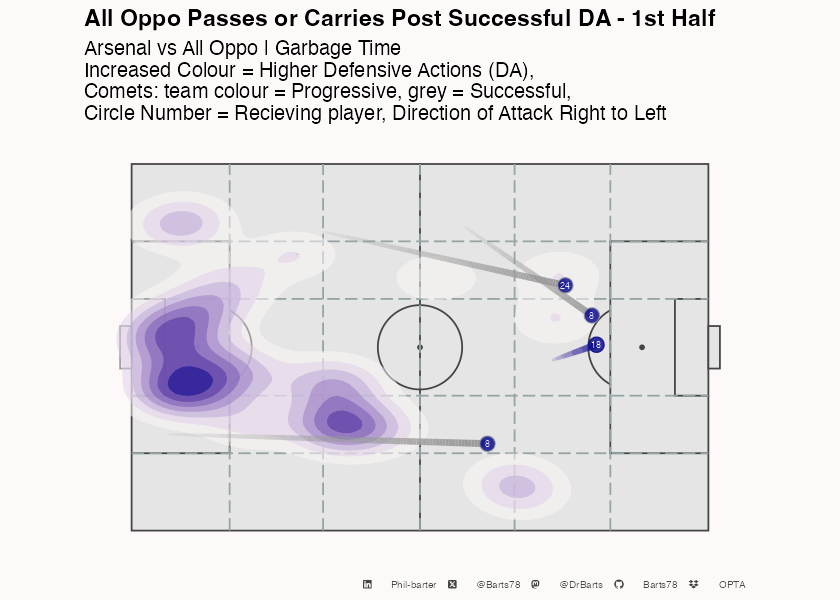 All Oppo Passes or Carries Post Successful DA - 1st Half
Arsenal vs All Oppo | Garbage Time
Increased Colour = Higher Defensive Actions (DA),
Comets: team colour = Progressive, grey = Successful,
Circle Number = Recieving player, Direction of Attack Right to Left
24
8
18
8
Phil-barter @Barts78 @DrBarts Barts78 OPTA